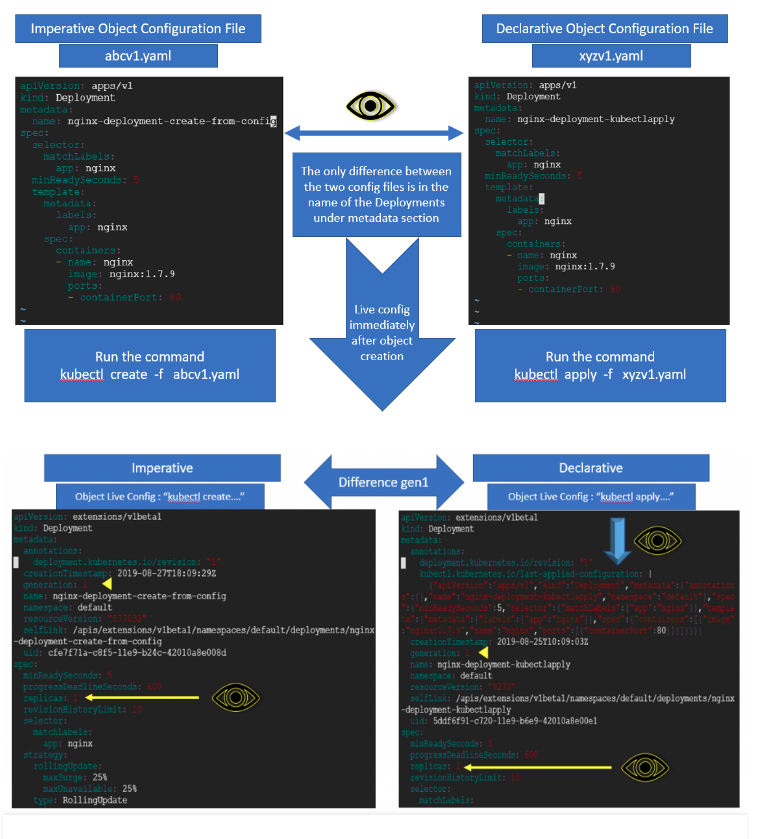 Imperative Object Configuration File
abcv1.yaml
apiVersion: apps/v1
kind: Deployment
metadata:
name: nginx-deployment-create-from-config
spec:
selector:
matchLabels:
app: nginx
minReadySeconds: 5
template:
metadata:
labels:
app: nginx
spec:
containers:
- name: nginx
image: nginx:1.7.9
ports:
- containerPort: 80
~
~
Run the command
kubectl create -f abcv1.yaml
The only difference between
the two config files is in the
name of the Deployments
under metadata section
Live config
immediately
after object
creation
Declarative Object Configuration File
xyzv1.yaml
apiVersion: apps/v1
kind: Deployment
metadata:
name: nginx-deployment-kubectlapply
spec:
selector:
matchLabels:
app: nginx
minReadySeconds: 5
template:
metadata:
labels:
app: nginx
spec:
containers:
- name: nginx
image: nginx:1.7.9
ports:
- containerPort: 80
~
~
~
Run the command
kubectl apply -f xyzv1.yaml
Imperative
Object Live Config : “kubectl create....”
apiVersion: extensions/v1beta1
kind: Deployment
metadata:
annotations:
deployment.kubernetes.io/revision: "1"
creationTimestamp: 2019-08-27T18:09:29Z
generation: 1
name: nginx-deployment-create-from-config
namespace: default
resourceVersion:
selfLink: /apis/extensions/v1beta1/namespaces/default/deployments/nginx
-deployment-create-from-config
uid: cfe7f71a-c8f5-11e9-b24c-42010a8e008d
spec:
minReadySeconds: 5
progressDeadlineSeconds: 600
replicas: 1
revisionHistoryLimit: 10
selector:
matchLabels:
app: nginx
strategy:
rollingUpdate:
maxSurge: 25%
maxUnavailable: 25%
type: RollingUpdate
Difference gen1
Declarative
Object Live Config : “kubectl apply....”
apiVersion: extensions/v1beta1
kind: Deployment
metadata:
annotations:
deployment.kubernetes.io/revision: "1"
kubectl.kubernetes.io/last-applied-configuration: |
{"apiVersion":"apps/v1","kind":"Deployment","metadata":{"annotation
s":{},"name":"nginx-deployment-kubectlapply","namespace":"default"},"spec
":{"minReadySeconds":5,"selector":{"matchLabels":{"app":"nginx"}},"templa
te":{"metadata":{"labels":{"app":"nginx"}},"spec":{"containers":[{"image"
:"nginx:1.7.9","name":"nginx","ports":[{"containerPort":80}]}]}}}}
creationTimestamp: 2019-08-25T10:09:03Z
generation: 1
name: nginx-deployment-kubectlapply
namespace: default
resourceVersion:
selfLink: /apis/extensions/v1beta1/namespaces/default/deployments/nginx
-deployment-kubectlapply
uid: 5ddf6f91-c720-11e9-b6e9-42010a8e00e1
spec:
minReadySeconds: 5
progressDeadlineSeconds: 600
replicas: 1
revisionHistoryLimit: 10
selector:
matchLabels: